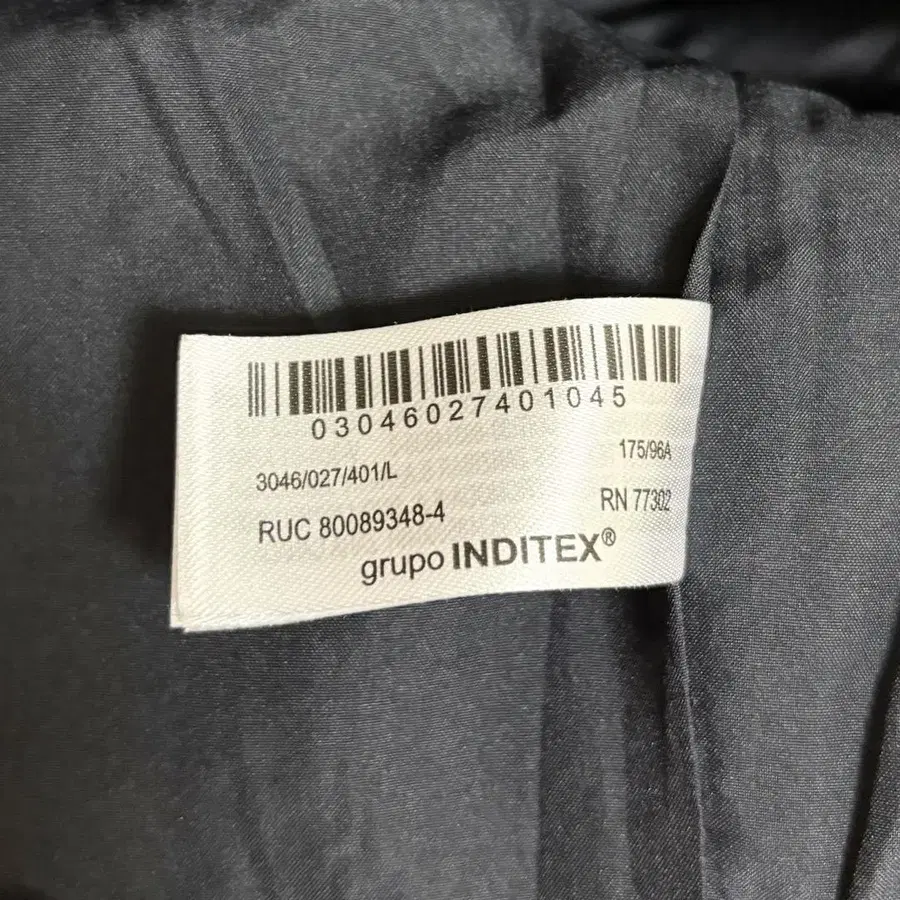 03046027401045
3046/027/401/L
175/96A
RUC 80089348-4
RN 77302
grupo INDITEX®